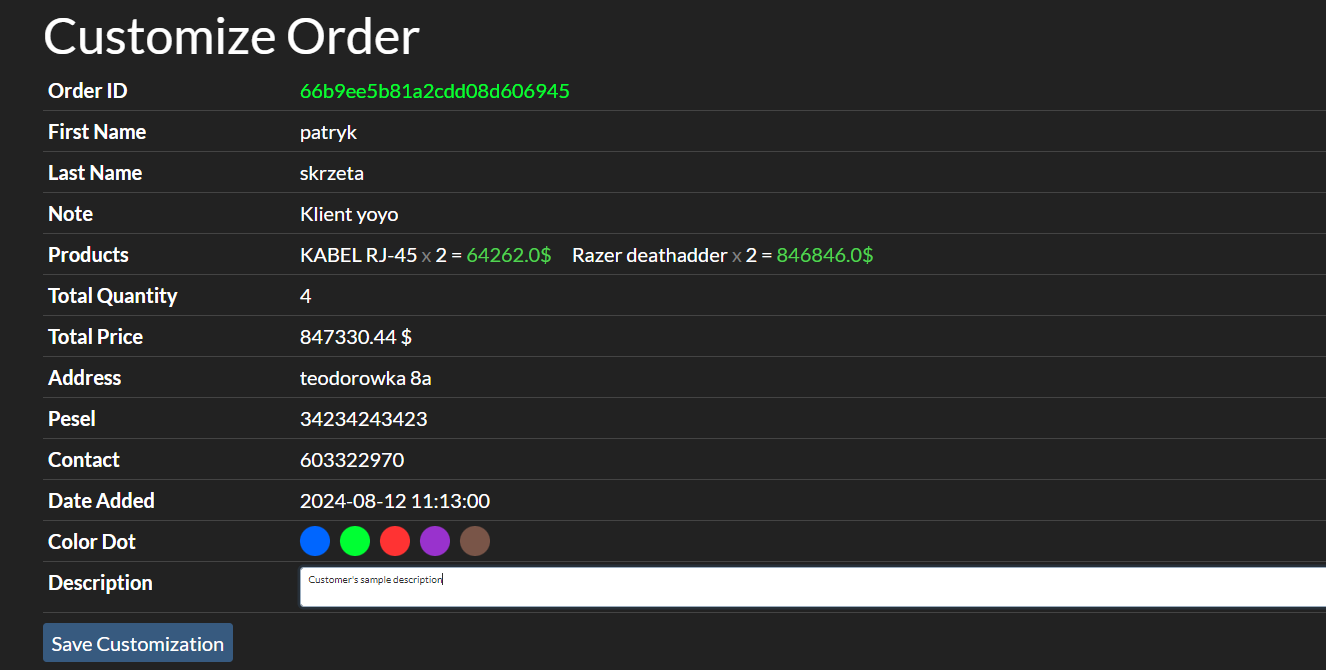 Customize Order
Order ID 66b9ee5b81a2cdd08d606945
First Name patryk
Last Name skrzeta
Note Klient yoyo
Products KABEL RJ-45 x 2 = 64262.0$ Razer deathadder x 2 = 846846.0$
Total Quantity 4
Total Price 847330.44 $
Address teodorowka 8a
Pesel 34234243423
Contact 603322970
Date Added 2024-08-12 11:13:00
Color Dot
Description Customer's sample description
Save Customization